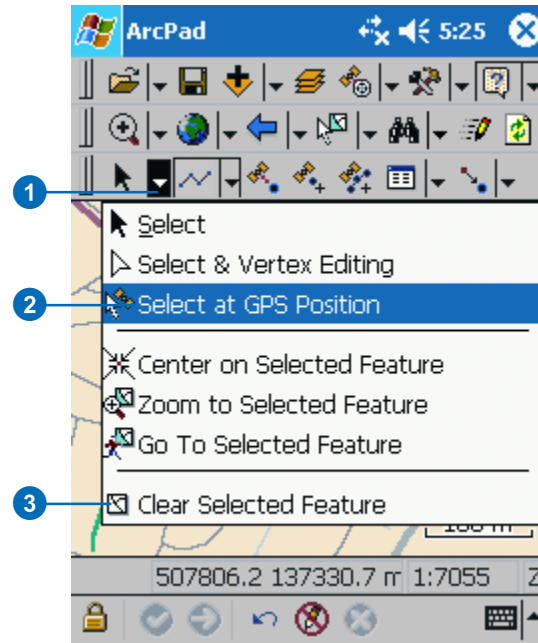 ArcPad 5:25
1
Select
Select & Vertex Editing
2 Select at GPS Position
Center on Selected Feature
Zoom to Selected Feature
Go To Selected Feature
3 Clear Selected Feature
507806.2 137330.7 m 1:7055 Z